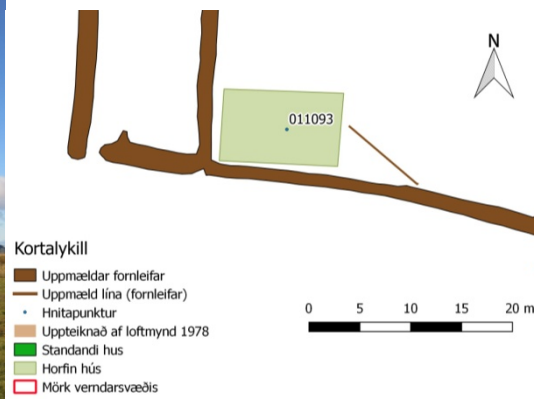 N
011093
Kortalykill
Uppmældar fornleifar
Uppmæld lína (fornleifar)
Hnitapunktur
Uppteiknað af loftmynd 1978
Standandi hus
Horfin hús
Mörk verndarsvæðis
0 5 10 15 20 m